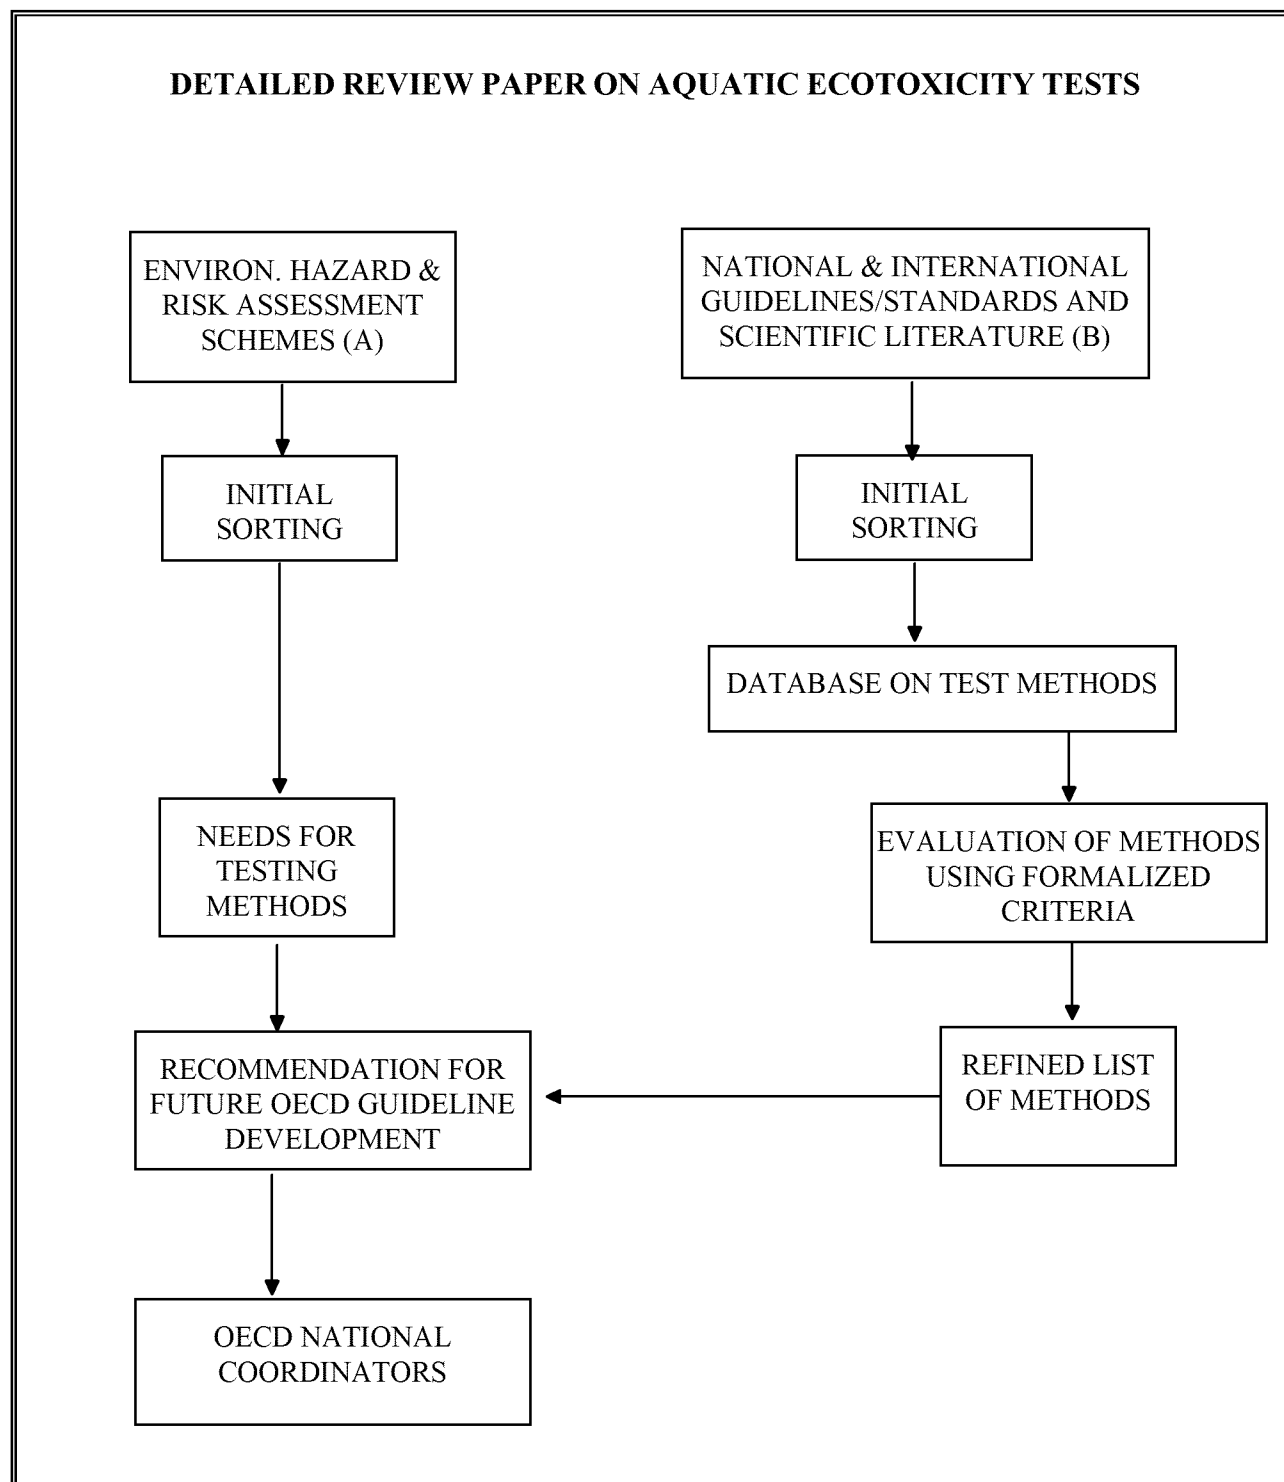 DETAILED REVIEW PAPER ON AQUATIC ECOTOXICITY TESTS
ENVIRON. HAZARD &
RISK ASSESSMENT
SCHEMES (A)
NATIONAL & INTERNATIONAL
GUIDELINES/STANDARDS AND
SCIENTIFIC LITERATURE (B)
INITIAL
SORTING
INITIAL
SORTING
DATABASE ON TEST METHODS
NEEDS FOR
TESTING
METHODS
EVALUATION OF METHODS
USING FORMALIZED
CRITERIA
RECOMMENDATION FOR
FUTURE OECD GUIDELINE
DEVELOPMENT
REFINED LIST
OF METHODS
OECD NATIONAL
COORDINATORS